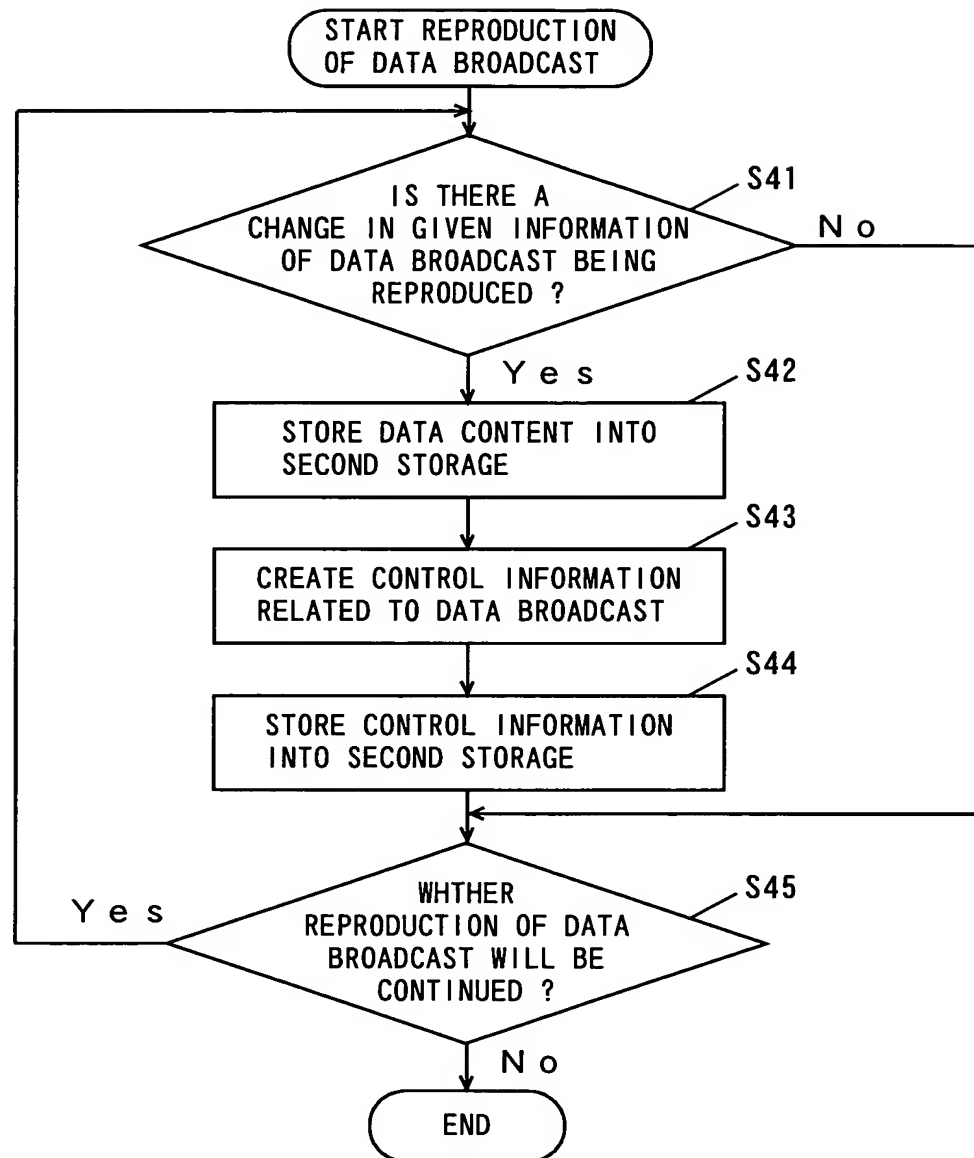 START REPRODUCTION
OF DATA BROADCAST
S41
IS THERE A
CHANGE IN GIVEN INFORMATION
OF DATA BROADCAST BEING
REPRODUCED ?
No
Yes
S42
STORE DATA CONTENT INTO
SECOND STORAGE
S43
CREATE CONTROL INFORMATION
RELATED TO DATA BROADCAST
S44
STORE CONTROL INFORMATION
INTO SECOND STORAGE
S45
WHTHER
REPRODUCTION OF DATA
BROADCAST WILL BE
CONTINUED ?
Yes
No
END